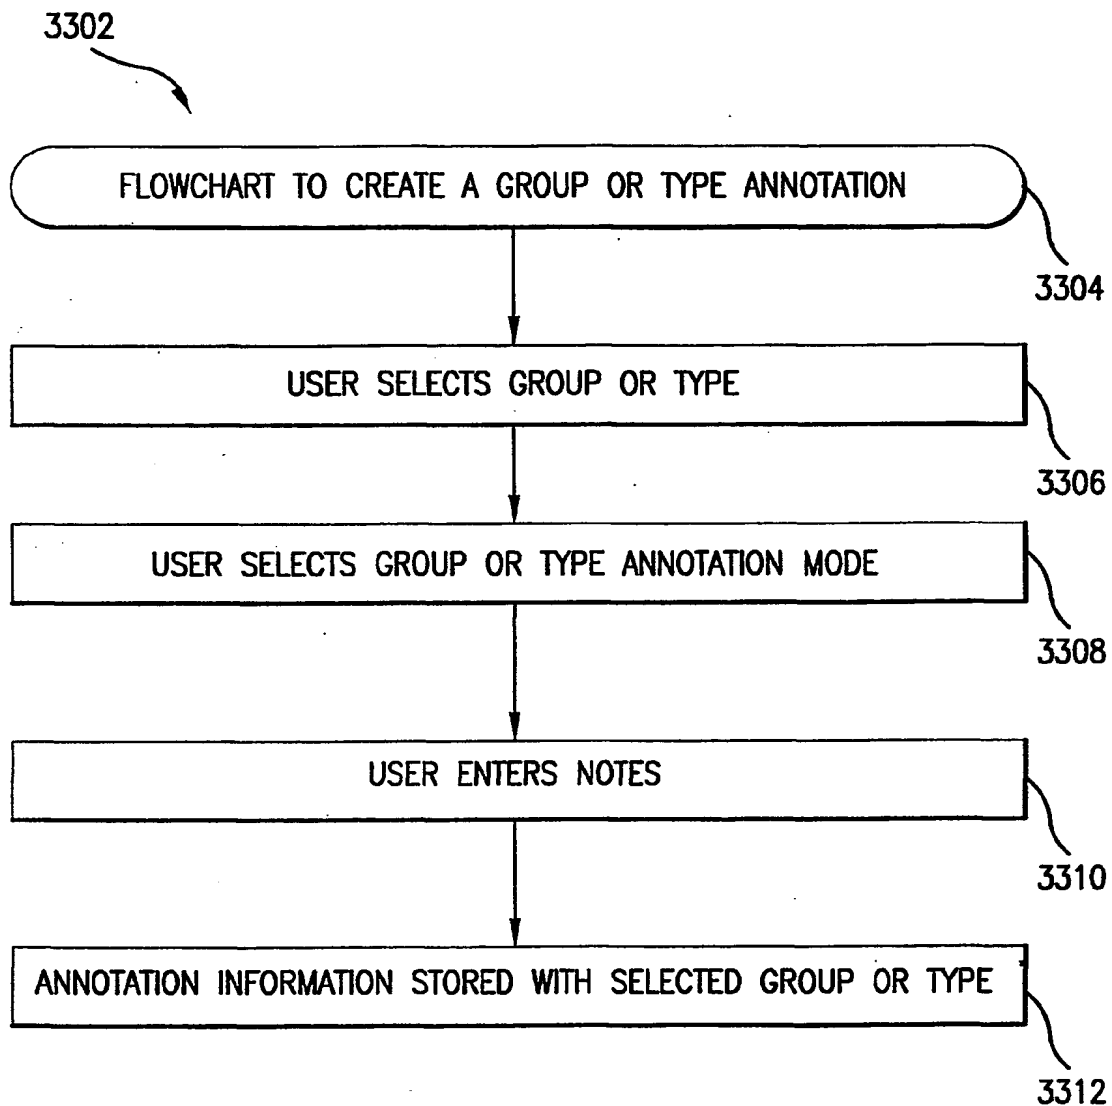 3302
FLOWCHART TO CREATE A GROUP OR TYPE ANNOTATION
3304
USER SELECTS GROUP OR TYPE
3306
USER SELECTS GROUP OR TYPE ANNOTATION MODE
3308
USER ENTERS NOTES
3310
ANNOTATION INFORMATION STORED WITH SELECTED GROUP OR TYPE
3312